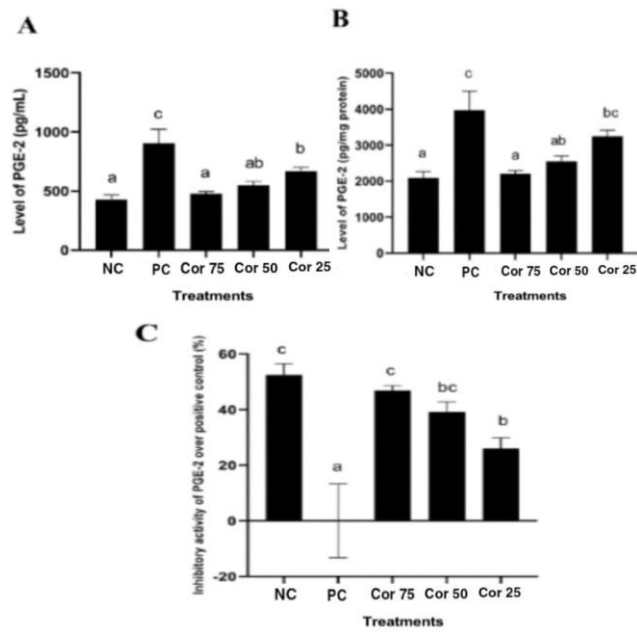 A
Level of PGE-2 (pg/mL)
1500
1000
500
0
a
c
a
ab
b
NC PC Cor 75 Cor 50 Cor 25
Treatments
B
Level of PGE-2 (pg/mg protein)
5000
4000
3000
2000
1000
0
a
c
a
ab
bc
NC PC Cor 75 Cor 50 Cor 25
Treatments
C
Inhibitory activity of PGE-2 over positive control (%)
60
40
20
0
-20
c
a
c
bc
b
NC PC Cor 75 Cor 50 Cor 25
Treatments